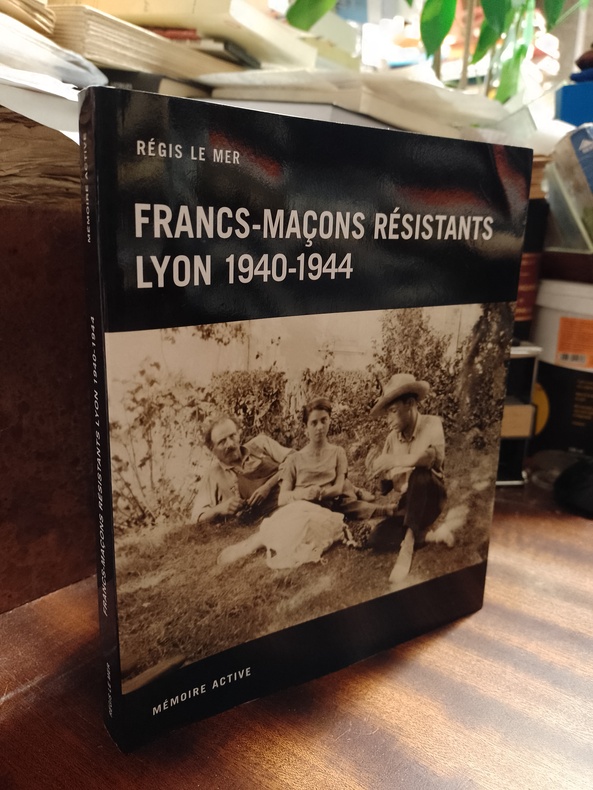 RÉGIS LE MER
FRANCS-MAÇONS RÉSISTANTS
LYON 1940-1944
MÉMOIRE ACTIVE
MÉMOIRE ACTIVE
FRANCS-MAÇONS RÉSISTANTS LYON 1940-1944
RÉGIS LE MER